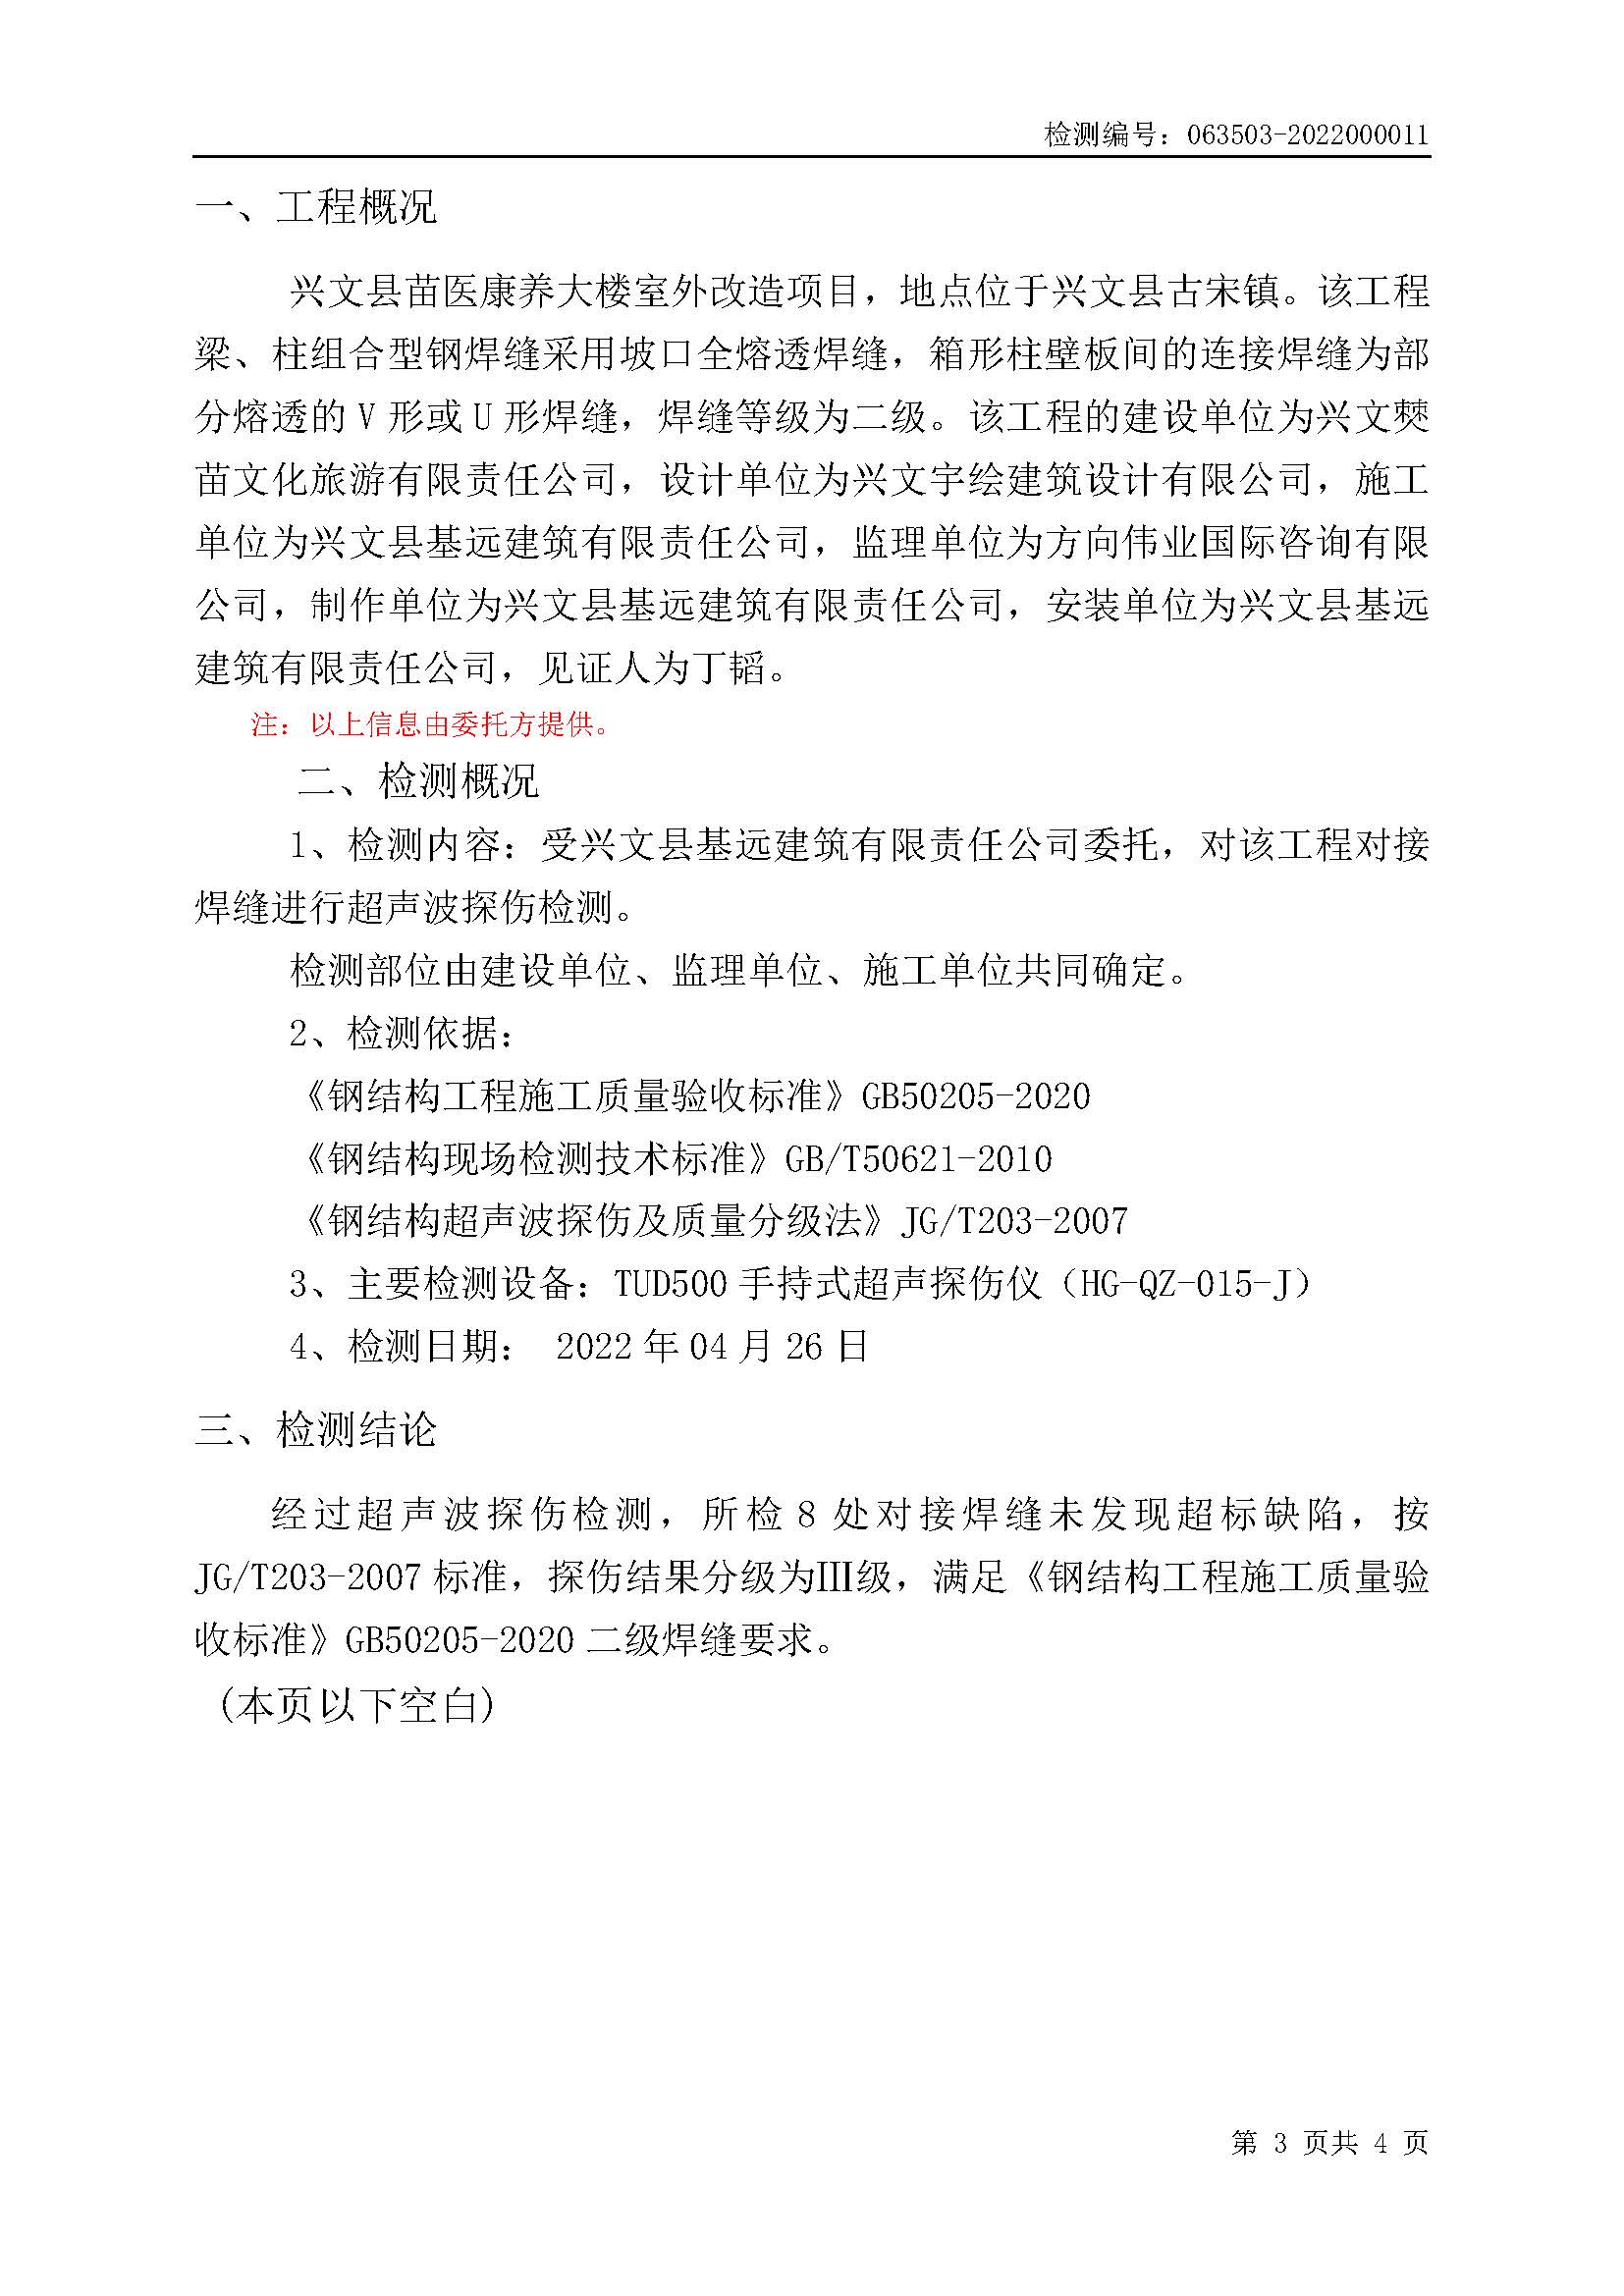 检测编号：063503-2022000011
一、工程概况
兴文县苗医康养大楼室外改造项目，地点位于兴文县古宋镇。该工程
梁、柱组合型钢焊缝采用坡口全熔透焊缝，箱形柱壁板间的连接焊缝为部
分熔透的 V 形或 U 形焊缝，焊缝等级为二级。该工程的建设单位为兴文僰
苗文化旅游有限责任公司，设计单位为兴文宇绘建筑设计有限公司，施工
单位为兴文县基远建筑有限责任公司，监理单位为方向伟业国际咨询有限
公司，制作单位为兴文县基远建筑有限责任公司，安装单位为兴文县基远
建筑有限责任公司，见证人为丁韬。
注：以上信息由委托方提供。
二、检测概况
1、检测内容：受兴文县基远建筑有限责任公司委托，对该工程对接
焊缝进行超声波探伤检测。
检测部位由建设单位、监理单位、施工单位共同确定。
2、检测依据：
《钢结构工程施工质量验收标准》GB50205-2020
《钢结构现场检测技术标准》GB/T50621-2010
《钢结构超声波探伤及质量分级法》JG/T203-2007
3、主要检测设备：TUD500 手持式超声探伤仪（HG-QZ-015-J）
4、检测日期： 2022 年 04 月 26 日
三、检测结论
经过超声波探伤检测，所检 8 处对接焊缝未发现超标缺陷，按
JG/T203-2007 标准，探伤结果分级为Ⅲ级，满足《钢结构工程施工质量验
收标准》GB50205-2020 二级焊缝要求。
(本页以下空白)
第 3 页共 4 页